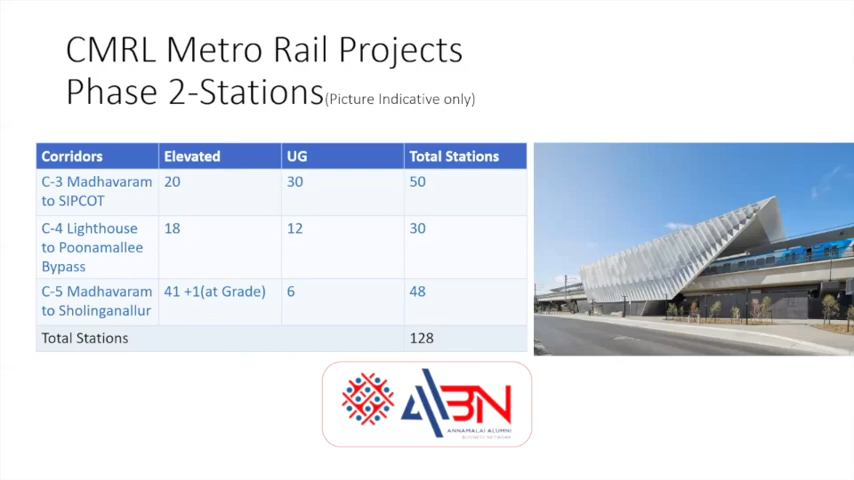 CMRL Metro Rail Projects
Phase 2-Stations(Picture Indicative only)
Corridors Elevated UG Total Stations
C-3 Madhavaram to SIPCOT 20 30 50
C-4 Lighthouse to Poonamallee Bypass 18 12 30
C-5 Madhavaram to Sholinganallur 41 +1(at Grade) 6 48
Total Stations 128
ABN
ANNAMALAI ALUMNI
BUSINESS NETWORK